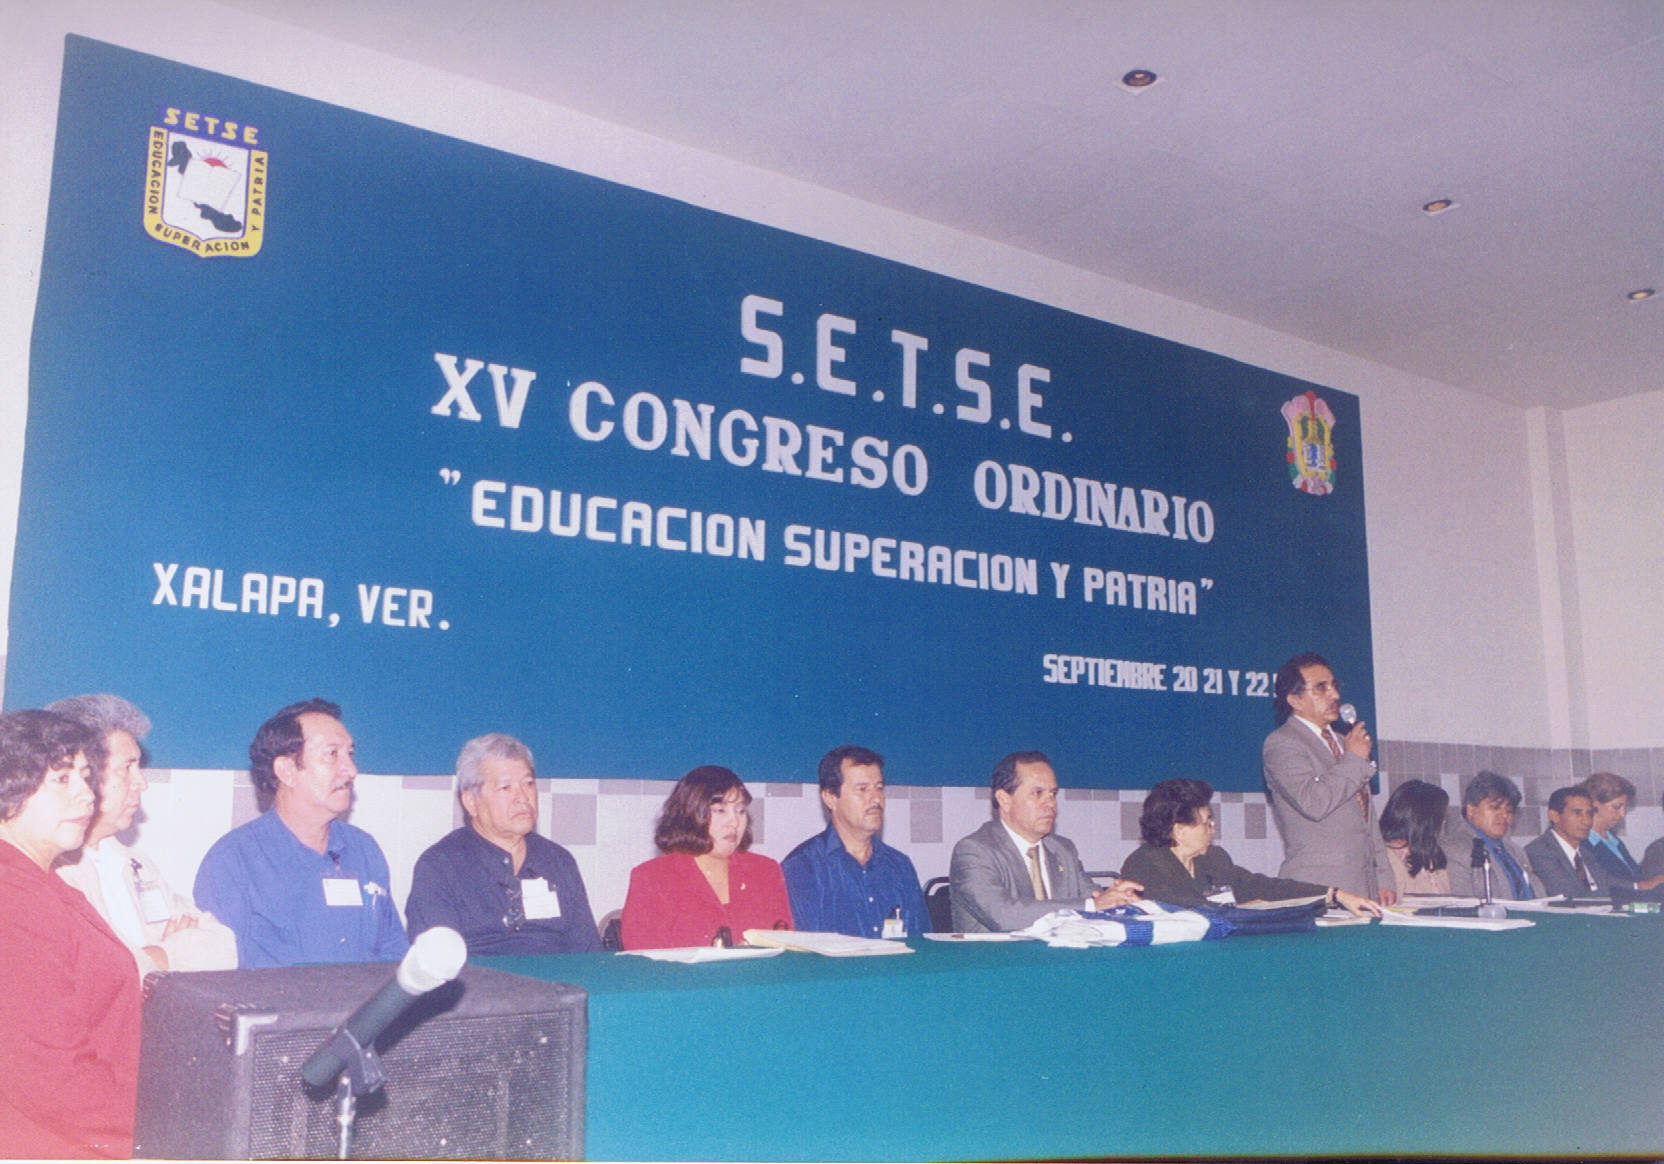 SETSE
EDUCACION SUPERACION Y PATRIA
S.E.T.S.E.
XV CONGRESO ORDINARIO
"EDUCACION SUPERACION Y PATRIA"
XALAPA, VER.
SEPTIEMBRE 20 21 Y 22